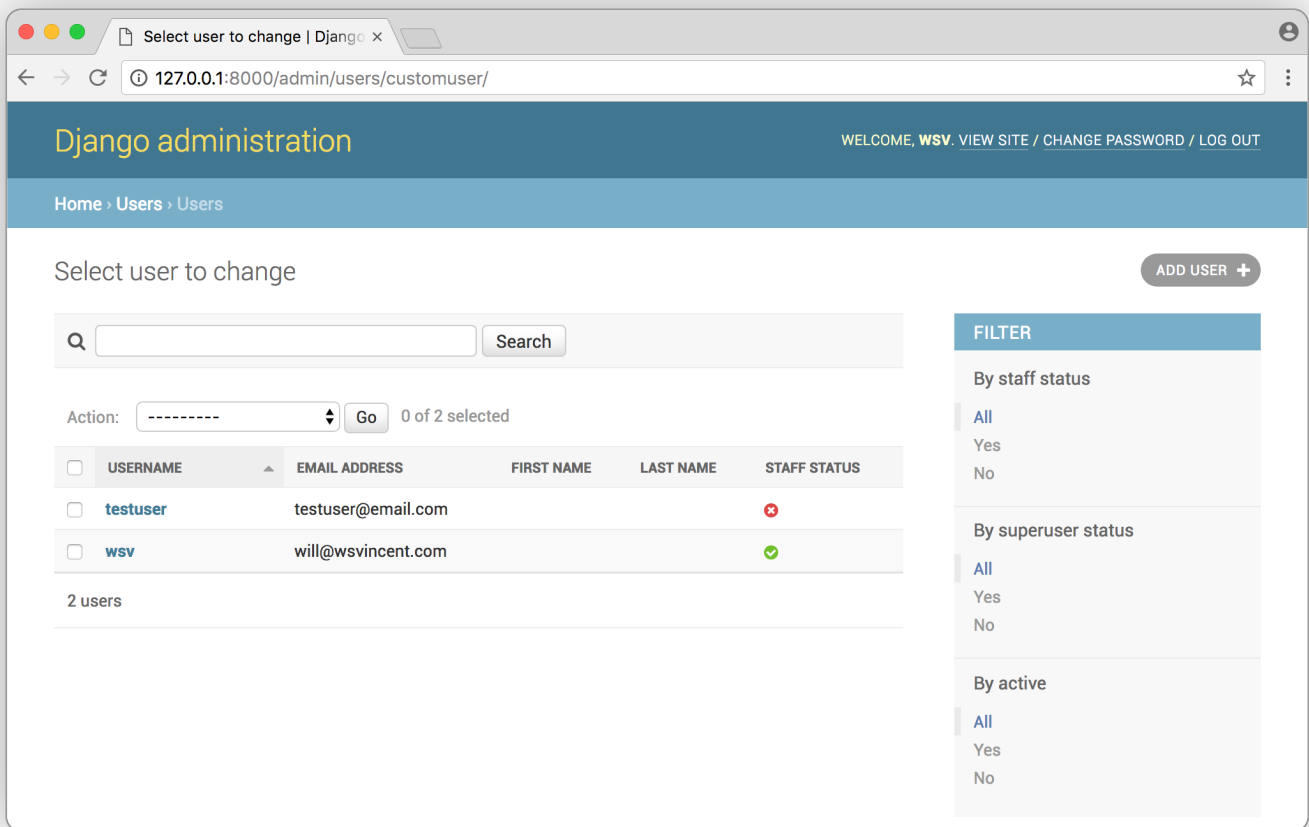 Select user to change | Django
127.0.0.1:8000/admin/users/customuser/
Django administration
WELCOME, WSV. VIEW SITE / CHANGE PASSWORD / LOG OUT
Home › Users › Users
Select user to change
ADD USER +
Search
Action: --------- Go 0 of 2 selected
USERNAME EMAIL ADDRESS FIRST NAME LAST NAME STAFF STATUS
testuser testuser@email.com
wsv will@wsvincent.com
2 users
FILTER
By staff status
All
Yes
No
By superuser status
All
Yes
No
By active
All
Yes
No